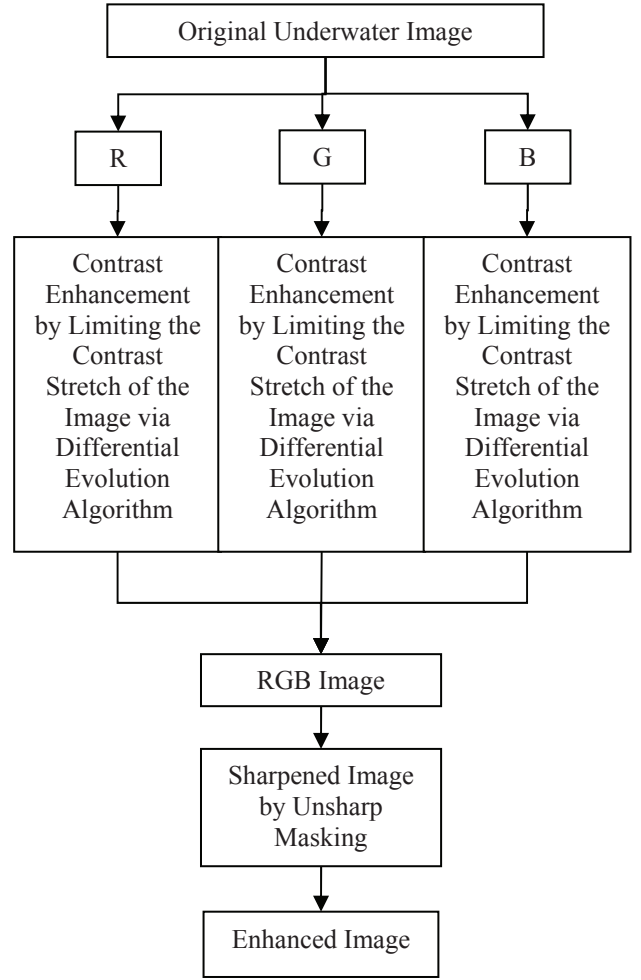 Original Underwater Image
R
G
B
Contrast
Enhancement
by Limiting the
Contrast
Stretch of the
Image via
Differential
Evolution
Algorithm
Contrast
Enhancement
by Limiting the
Contrast
Stretch of the
Image via
Differential
Evolution
Algorithm
Contrast
Enhancement
by Limiting the
Contrast
Stretch of the
Image via
Differential
Evolution
Algorithm
RGB Image
Sharpened Image
by Unsharp
Masking
Enhanced Image